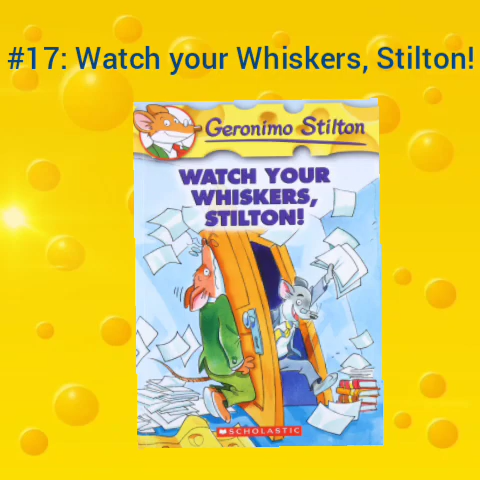 #17: Watch your Whiskers, Stilton!
Geronimo Stilton
WATCH YOUR
WHISKERS,
STILTON!
SCHOLASTIC